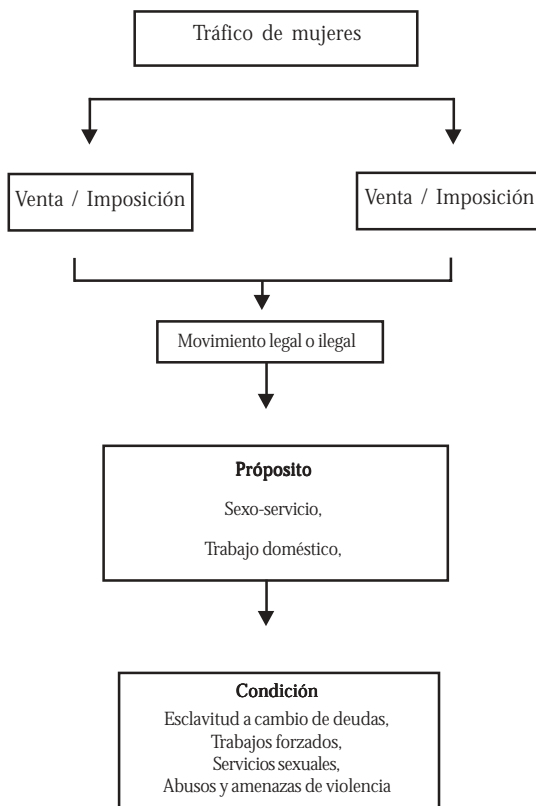 Tráfico de mujeres
Venta / Imposición
Venta / Imposición
Movimiento legal o ilegal
Próposito
Sexo-servicio,
Trabajo doméstico,
Condición
Esclavitud a cambio de deudas,
Trabajos forzados,
Servicios sexuales,
Abusos y amenazas de violencia